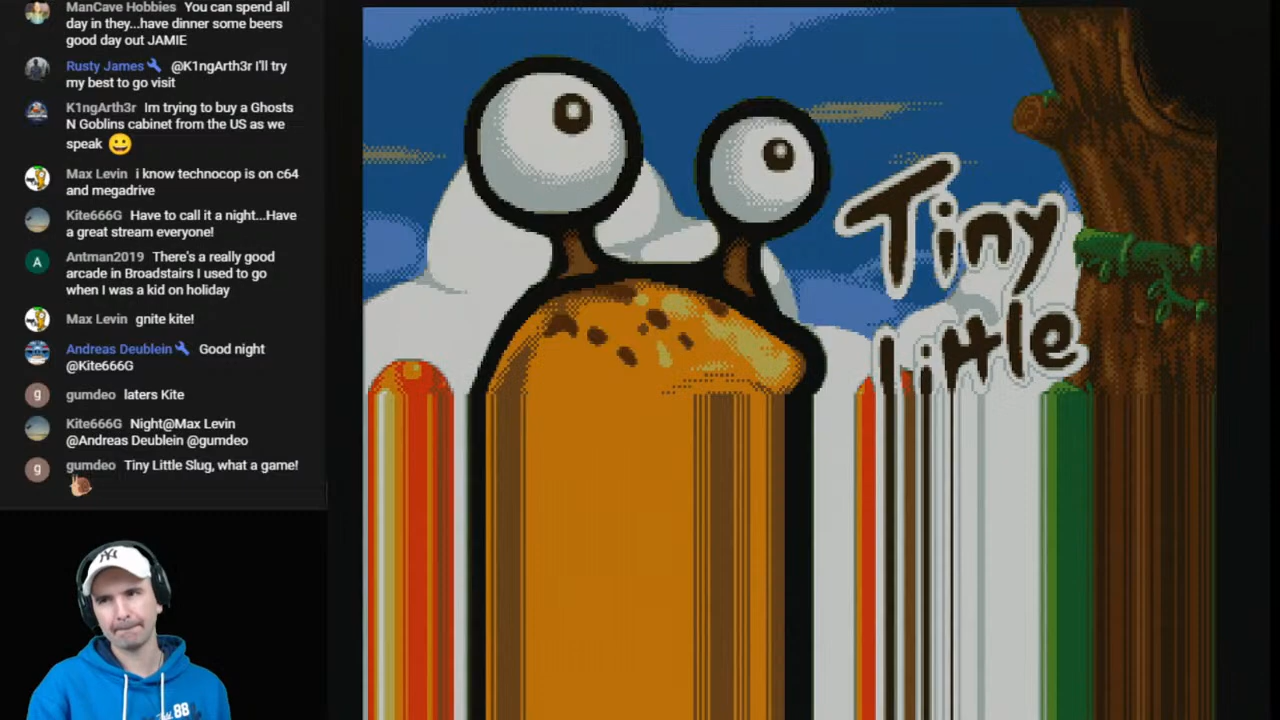 ManCave Hobbies You can spend all
day in they...have dinner some beers
good day out JAMIE
Rusty James @K1ngArth3r I'll try
my best to go visit
K1ngArth3r Im trying to buy a Ghosts
N Goblins cabinet from the US as we
speak 😀
Max Levin i know technocop is on c64
and megadrive
Kite666G Have to call it a night...Have
a great stream everyone!
A
Antman2019 There's a really good
arcade in Broadstairs I used to go
when I was a kid on holiday
Max Levin gnite kite!
Andreas Deublein Good night
@Kite666G
g
gumdeo laters Kite
Kite666G Night@Max Levin
@Andreas Deublein @gumdeo
g
gumdeo Tiny Little Slug, what a game!
🐌
Tiny
little
NY
88